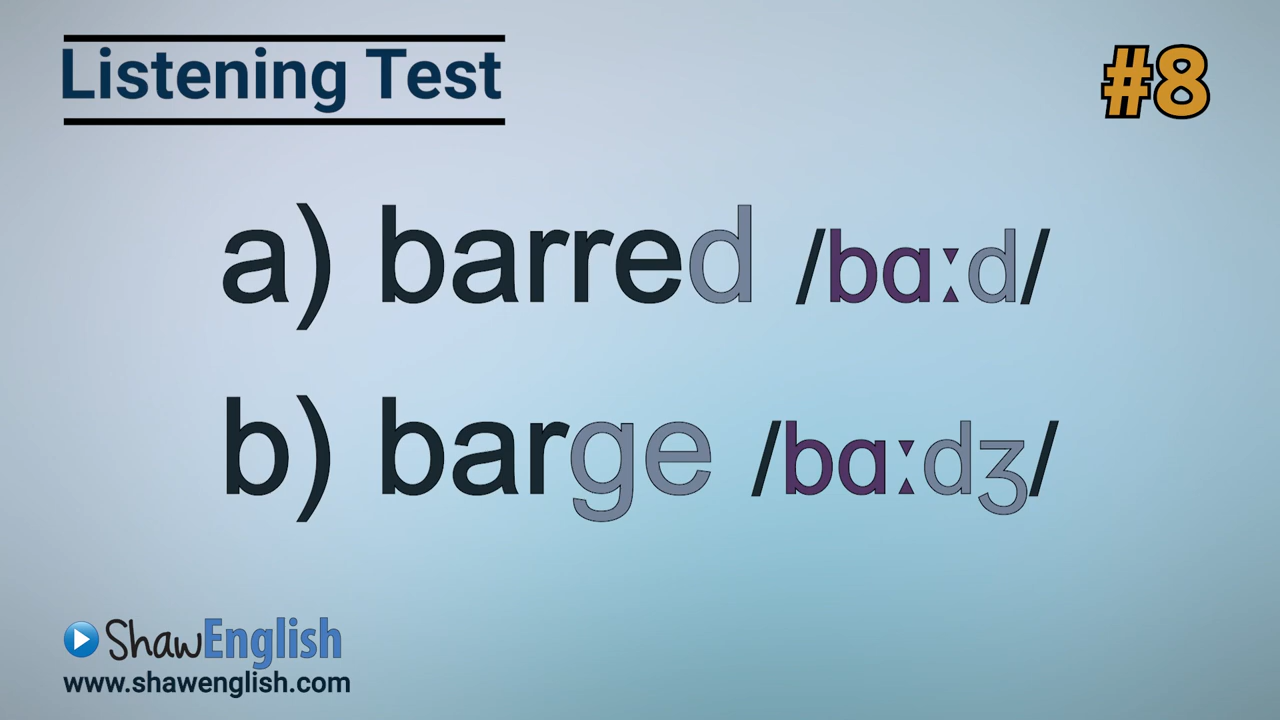 Listening Test
#8
a) barred /bɑːd/
b) barge /bɑːdʒ/
ShawEnglish
www.shawenglish.com